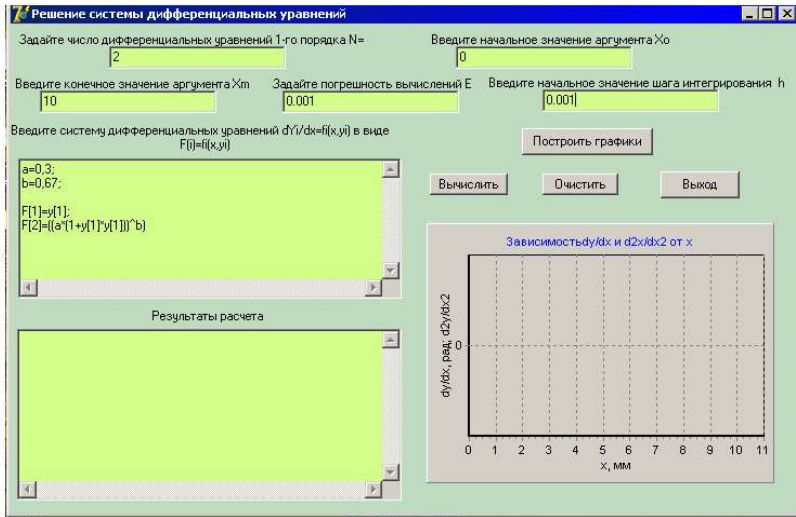 Решение системы дифференциальных уравнений
Задайте число дифференциальных уравнений 1-го порядка N=
2
Введите начальное значение аргумента Xo
0
Введите конечное значение аргумента Xm
10
Задайте погрешность вычислений E
0.001
Введите начальное значение шага интегрирования h
0.001
Введите систему дифференциальных уравнений dYi/dx=fi(x,yi) в виде
F(i)=fi(x,yi)
a=0,3;
b=0,67;
F[1]=y[1];
F[2]=((a*(1+y[1]*y[1]))^b)
Построить графики
Вычислить
Очистить
Выход
Результаты расчета
Зависимостьdy/dx и d2x/dx2 от x
dy/dx, рад; d2y/dx2
0
0 1 2 3 4 5 6 7 8 9 10 11
x, мм